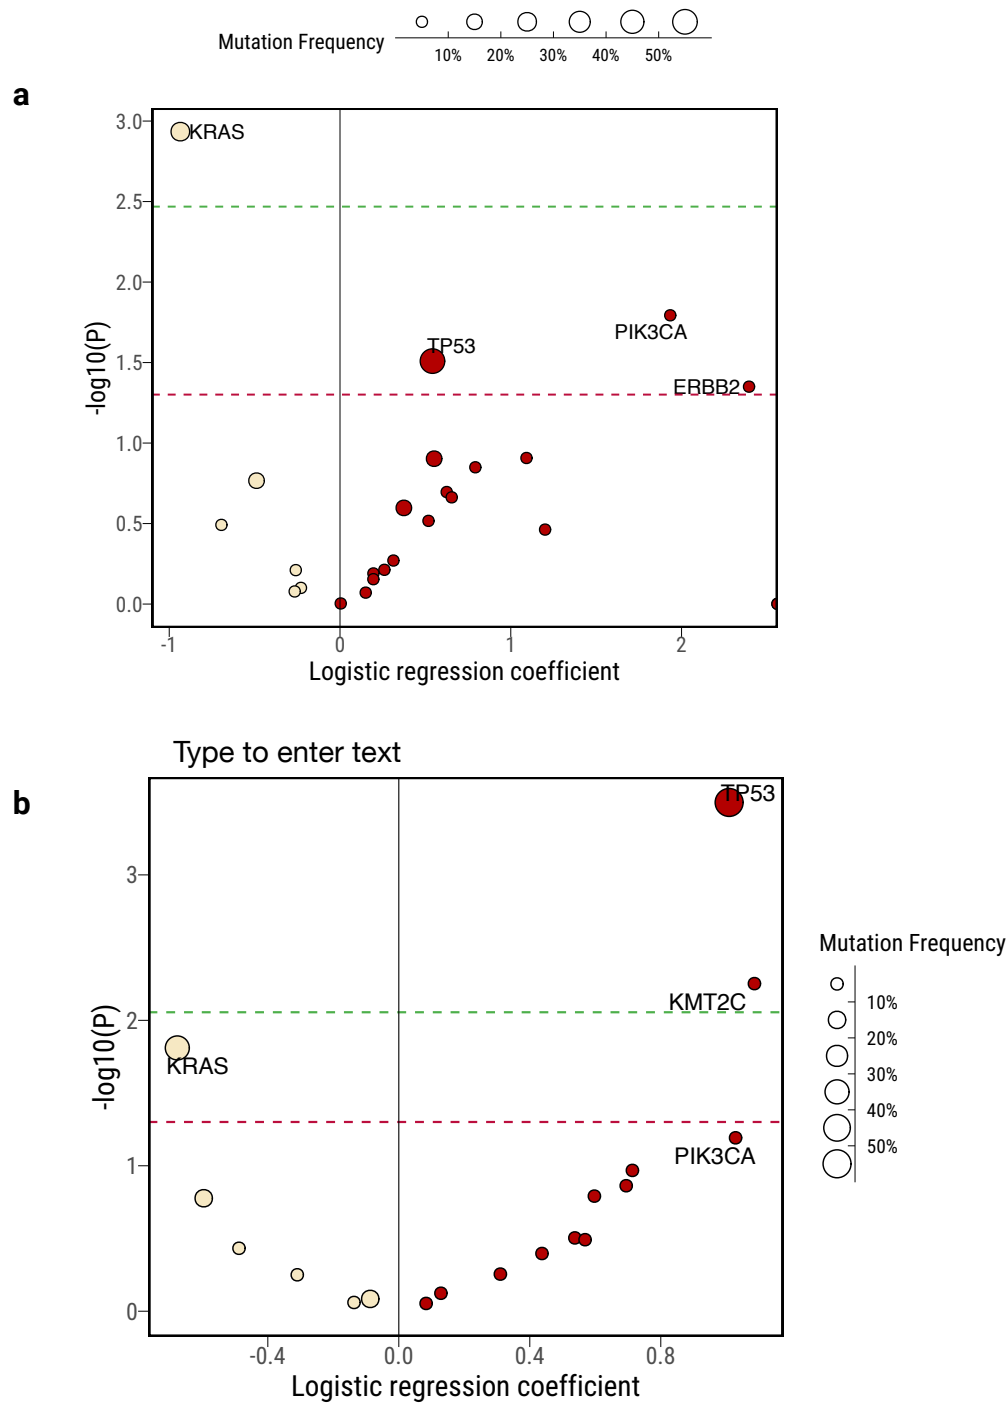 Mutation Frequency
10% 20% 30% 40% 50%
a
3.0
KRAS
2.5
2.0
PIK3CA
TP53
1.5
ERBB2
-log10(P)
1.0
0.5
0.0
-1 0 1 2
Logistic regression coefficient
Type to enter text
b
TP53
3
Mutation Frequency
10%
20%
30%
40%
50%
KMT2C
2
KRAS
-log10(P)
PIK3CA
1
0
-0.4 0.0 0.4 0.8
Logistic regression coefficient